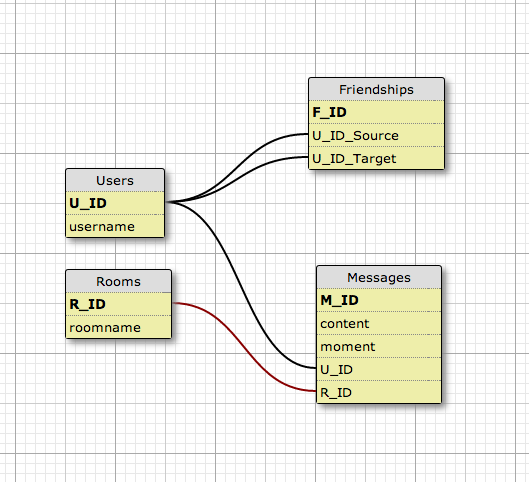 Friendships
F_ID
U_ID_Source
U_ID_Target
Users
U_ID
username
Rooms
R_ID
roomname
Messages
M_ID
content
moment
U_ID
R_ID